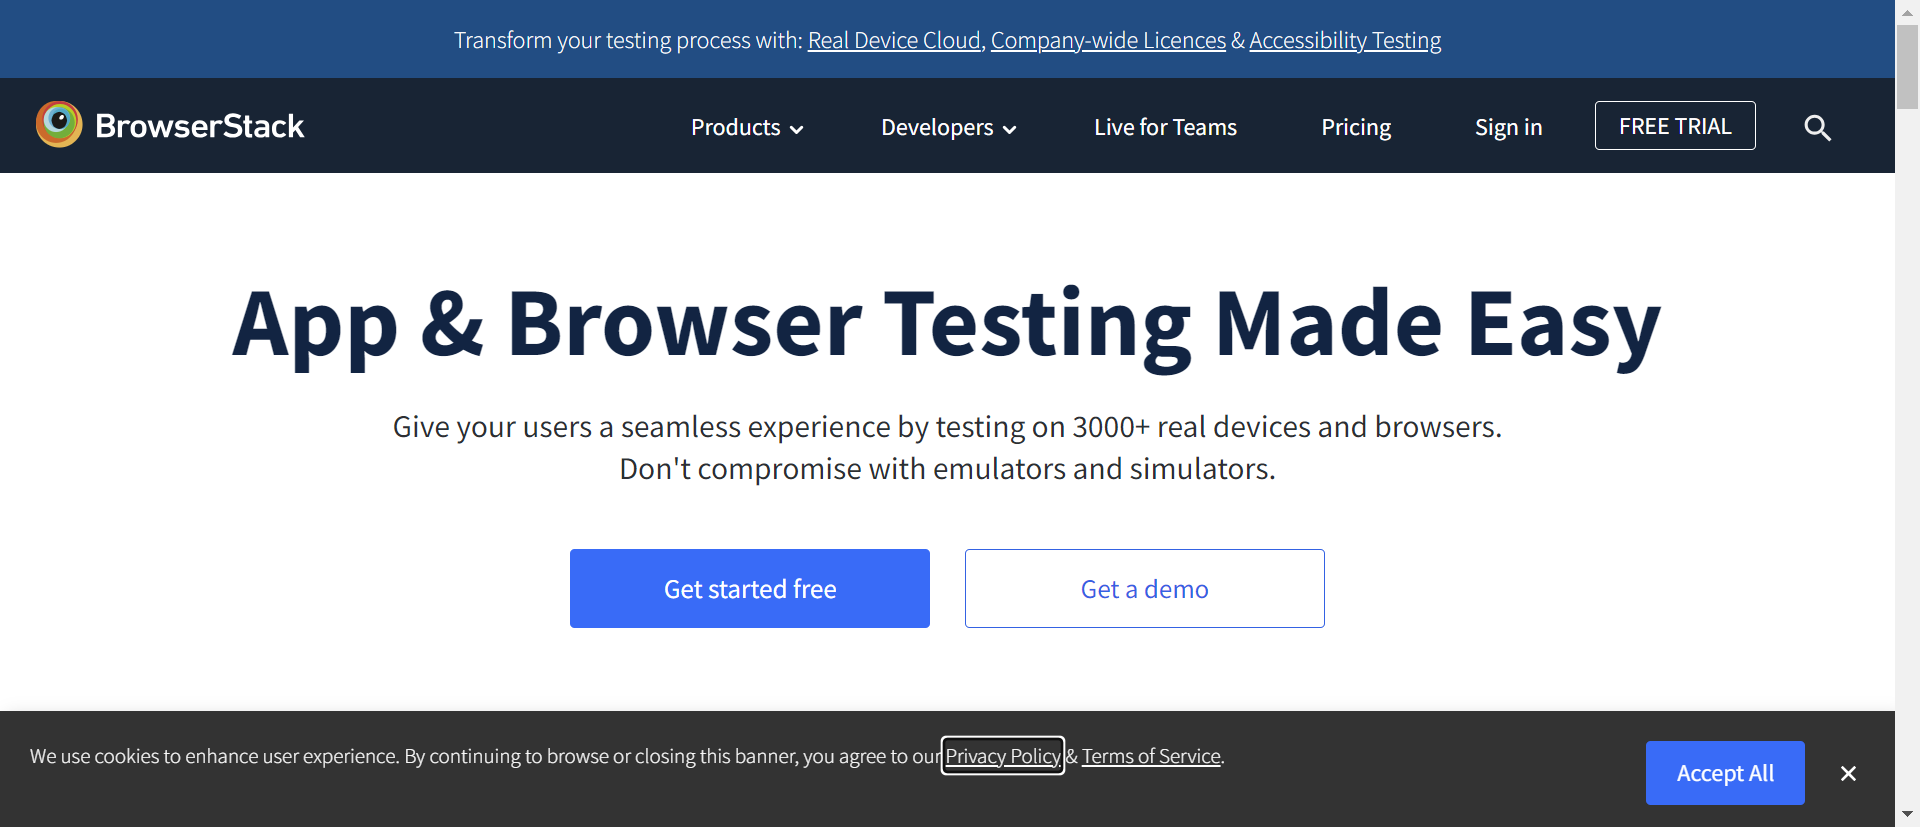 Transform your testing process with: Real Device Cloud, Company-wide Licences & Accessibility Testing
BrowserStack
Products
Developers
Live for Teams
Pricing
Sign in
FREE TRIAL
App & Browser Testing Made Easy
Give your users a seamless experience by testing on 3000+ real devices and browsers.
Don't compromise with emulators and simulators.
Get started free
Get a demo
We use cookies to enhance user experience. By continuing to browse or closing this banner, you agree to our Privacy Policy & Terms of Service.
Accept All